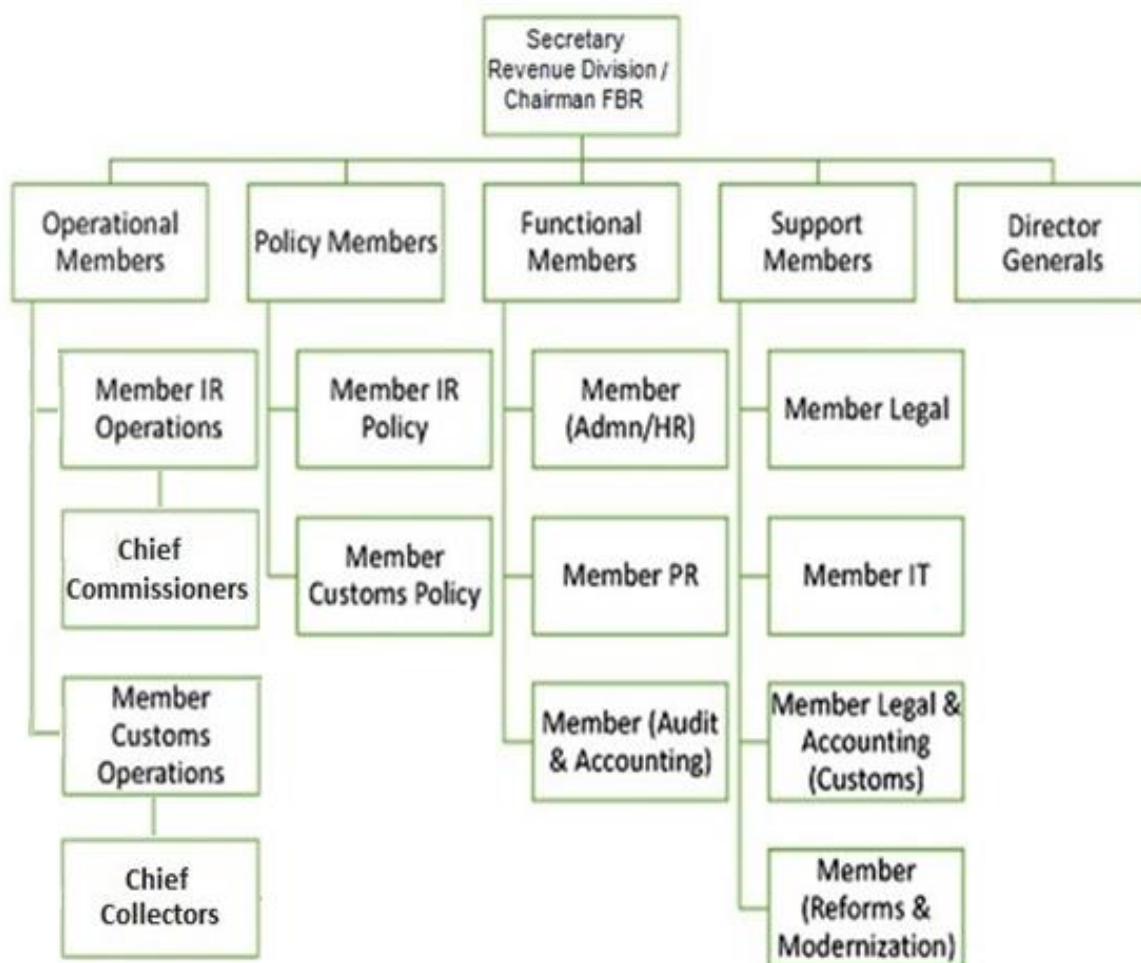 Secretary
Revenue Division /
Chairman FBR
Operational
Members
Policy Members
Functional
Members
Support
Members
Director
Generals
Member IR
Operations
Chief
Commissioners
Member
Customs
Operations
Chief
Collectors
Member IR
Policy
Member
Customs Policy
Member
(Admn/HR)
Member PR
Member (Audit
& Accounting)
Member Legal
Member IT
Member Legal &
Accounting
(Customs)
Member
(Reforms &
Modernization)